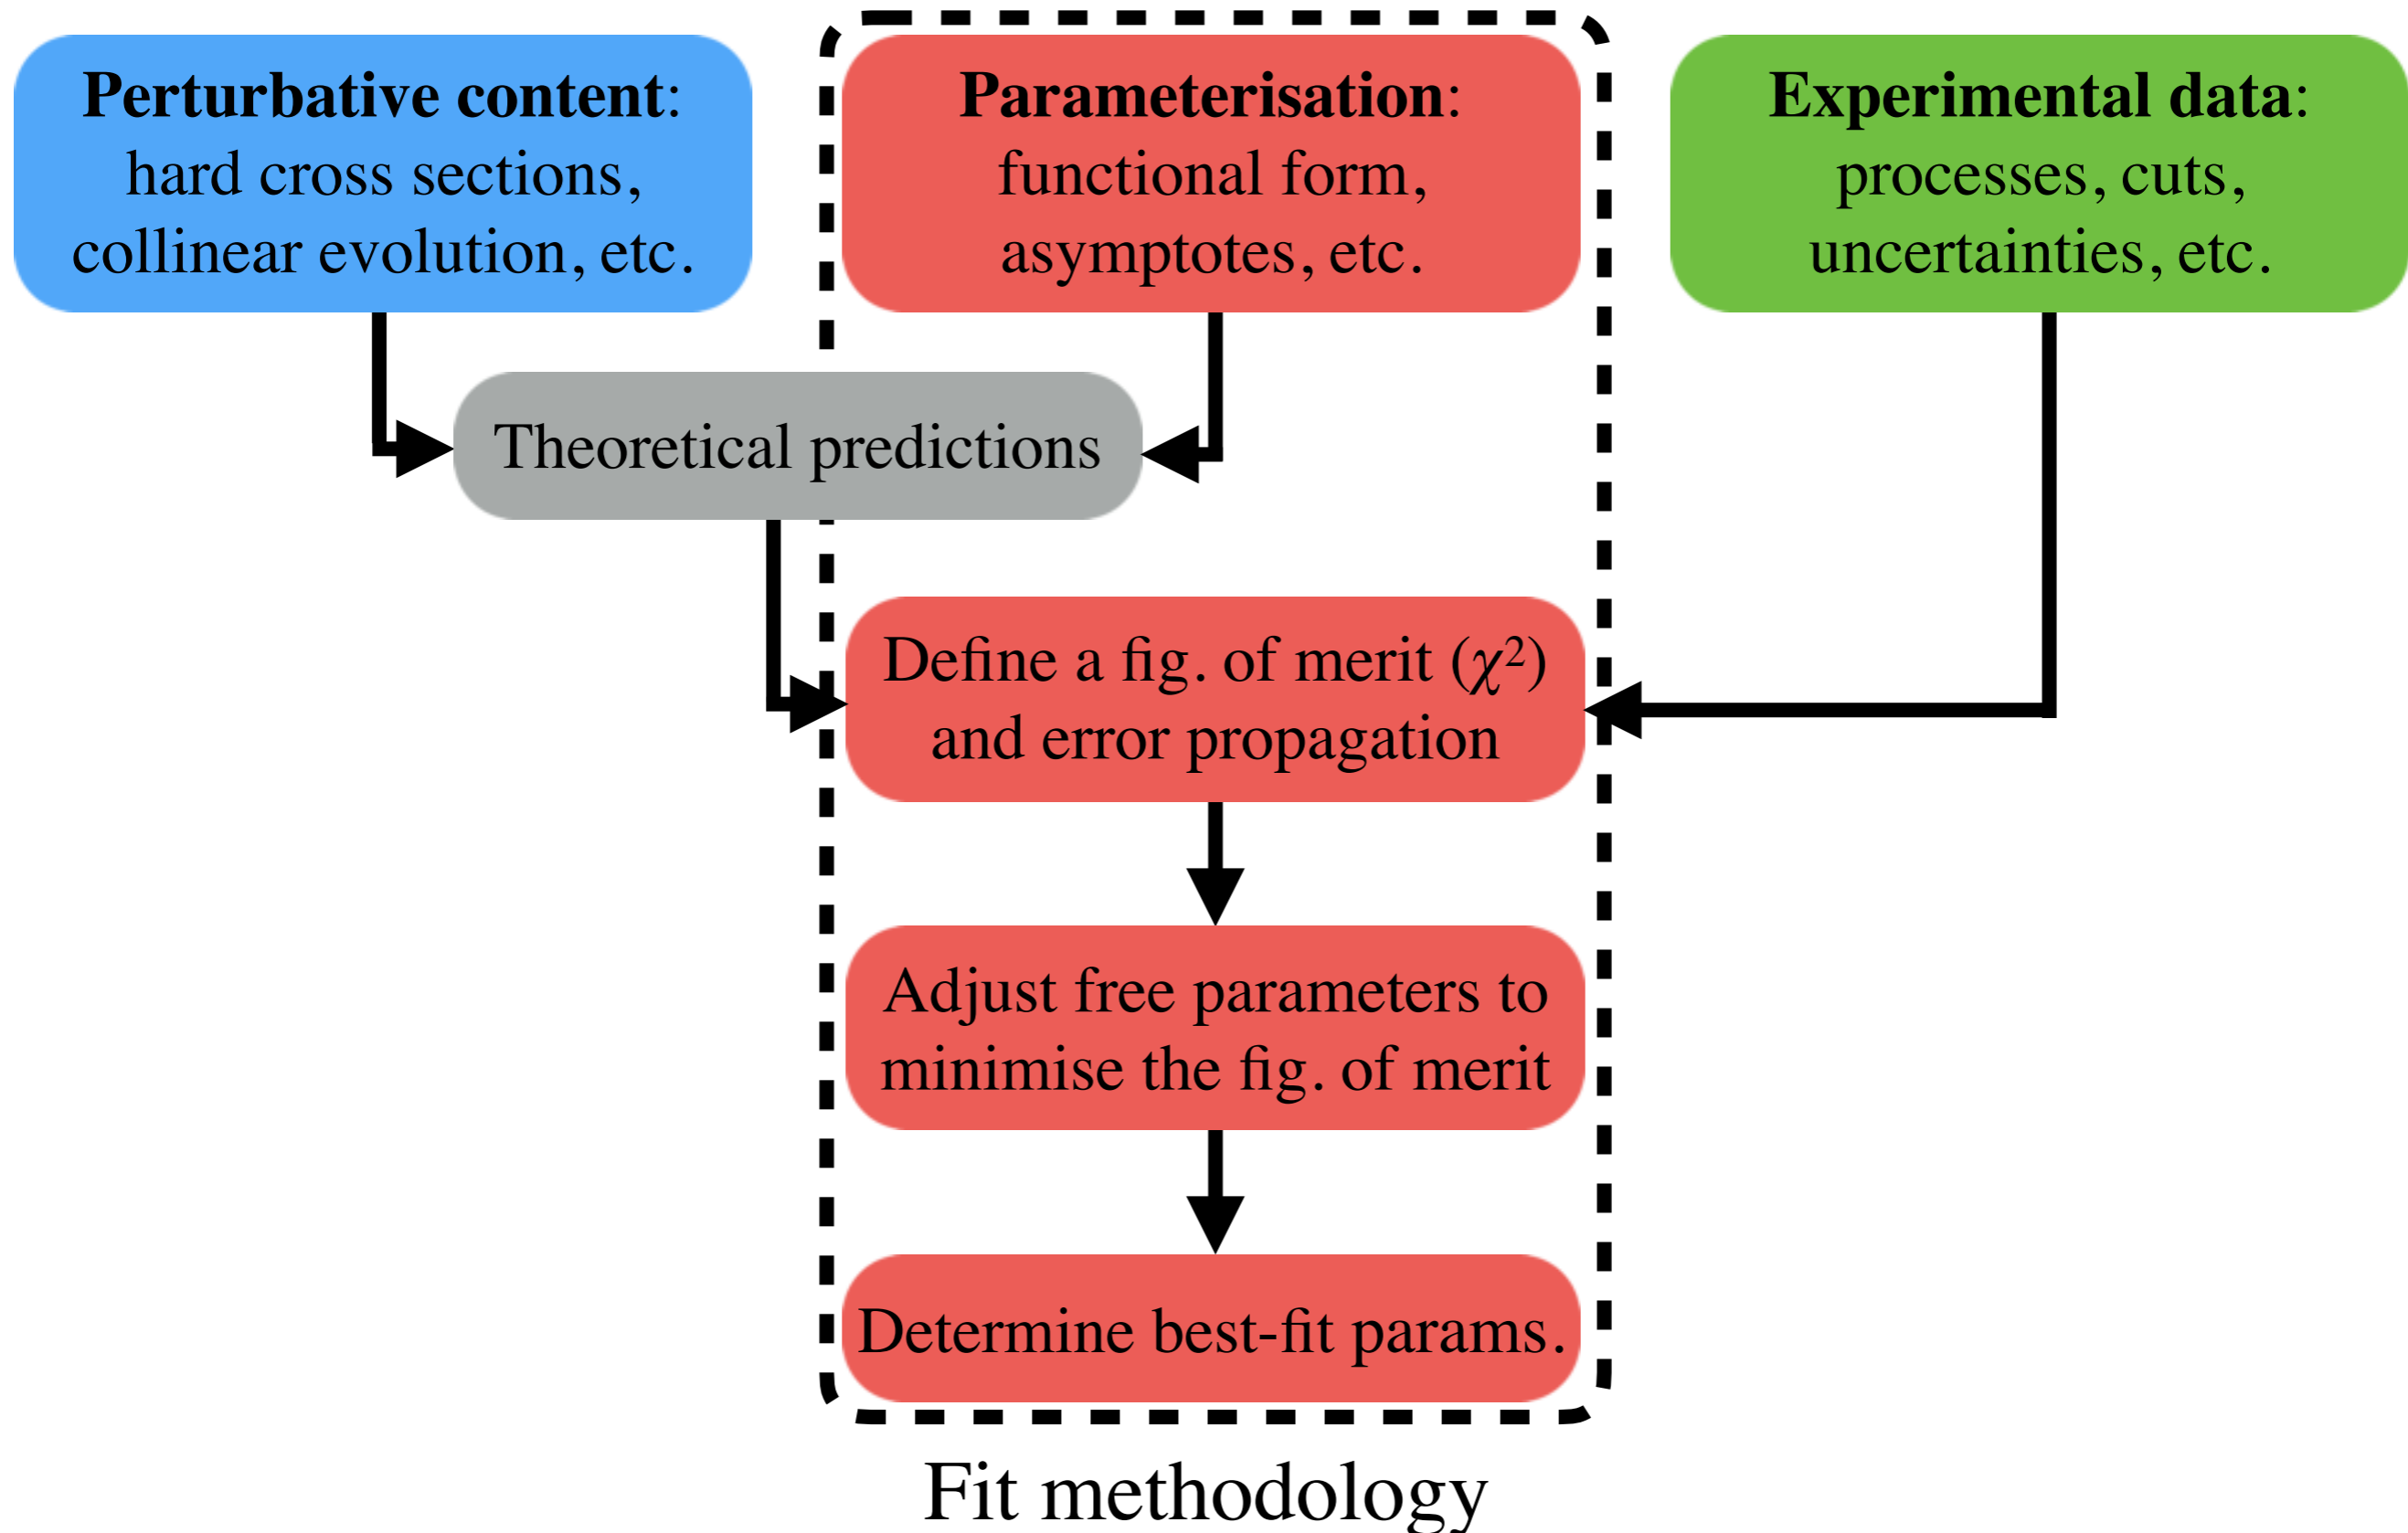 Perturbative content:
hard cross sections,
collinear evolution, etc.
Parameterisation:
functional form,
asymptotes, etc.
Experimental data:
processes, cuts,
uncertainties, etc.
Theoretical predictions
Define a fig. of merit (χ²)
and error propagation
Adjust free parameters to
minimise the fig. of merit
Determine best-fit params.
Fit methodology